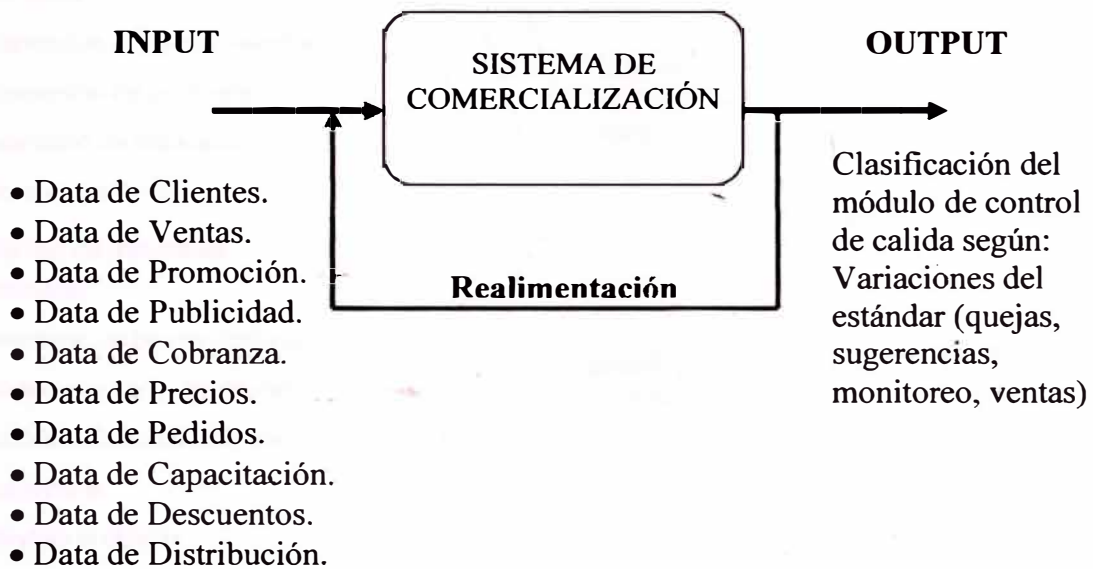 INPUT
SISTEMA DE
COMERCIALIZACIÓN
OUTPUT
• Data de Clientes.
• Data de Ventas.
• Data de Promoción.
• Data de Publicidad.
• Data de Cobranza.
• Data de Precios.
• Data de Pedidos.
• Data de Capacitación.
• Data de Descuentos.
• Data de Distribución.
Realimentación
Clasificación del
módulo de control
de calida según:
Variaciones del
estándar (quejas,
sugerencias,
monitoreo, ventas)